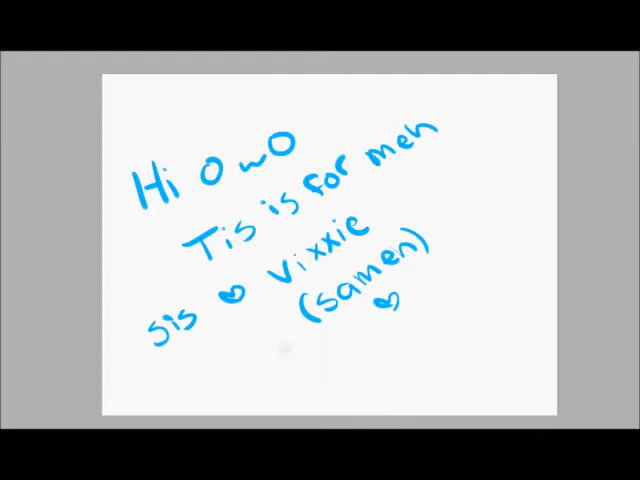 Hi OwO
Tis is for meh
sis ♥ vixxie
(samen)
♥